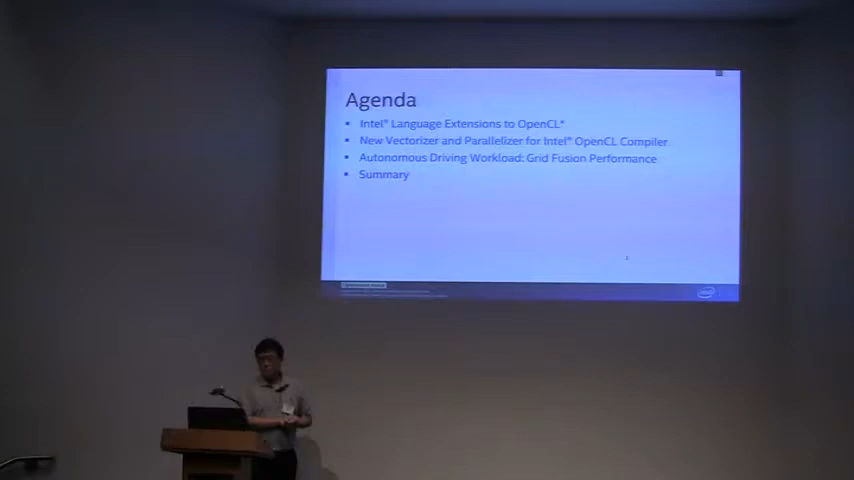 Agenda
▪ Intel® Language Extensions to OpenCL*
▪ New Vectorizer and Parallelizer for Intel® OpenCL Compiler
▪ Autonomous Driving Workload: Grid Fusion Performance
▪ Summary